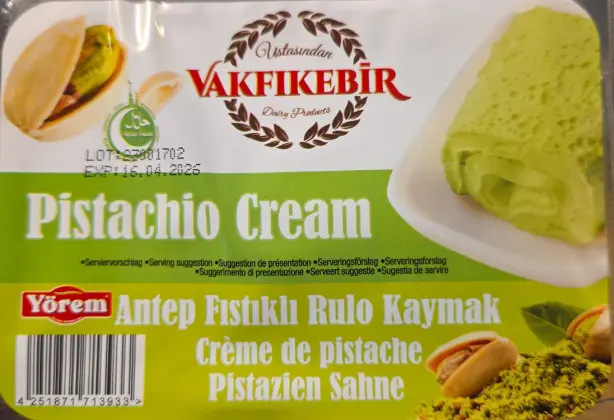 Ustasından
VAKFIKEBİR
Dairy Products
حلال
LOT:23001702
EXP:16.04.2026
Pistachio Cream
•Serviervorschlag •Serving suggestion •Suggestion de présentation •Serveringsförslag •Serveringsforslag
•Suggerimento di presentazione •Serveert suggestie •Sugestia de servire
Yörem Antep Fıstıklı Rulo Kaymak
Crème de pistache
Pistazien Sahne
4 251871 713933 >